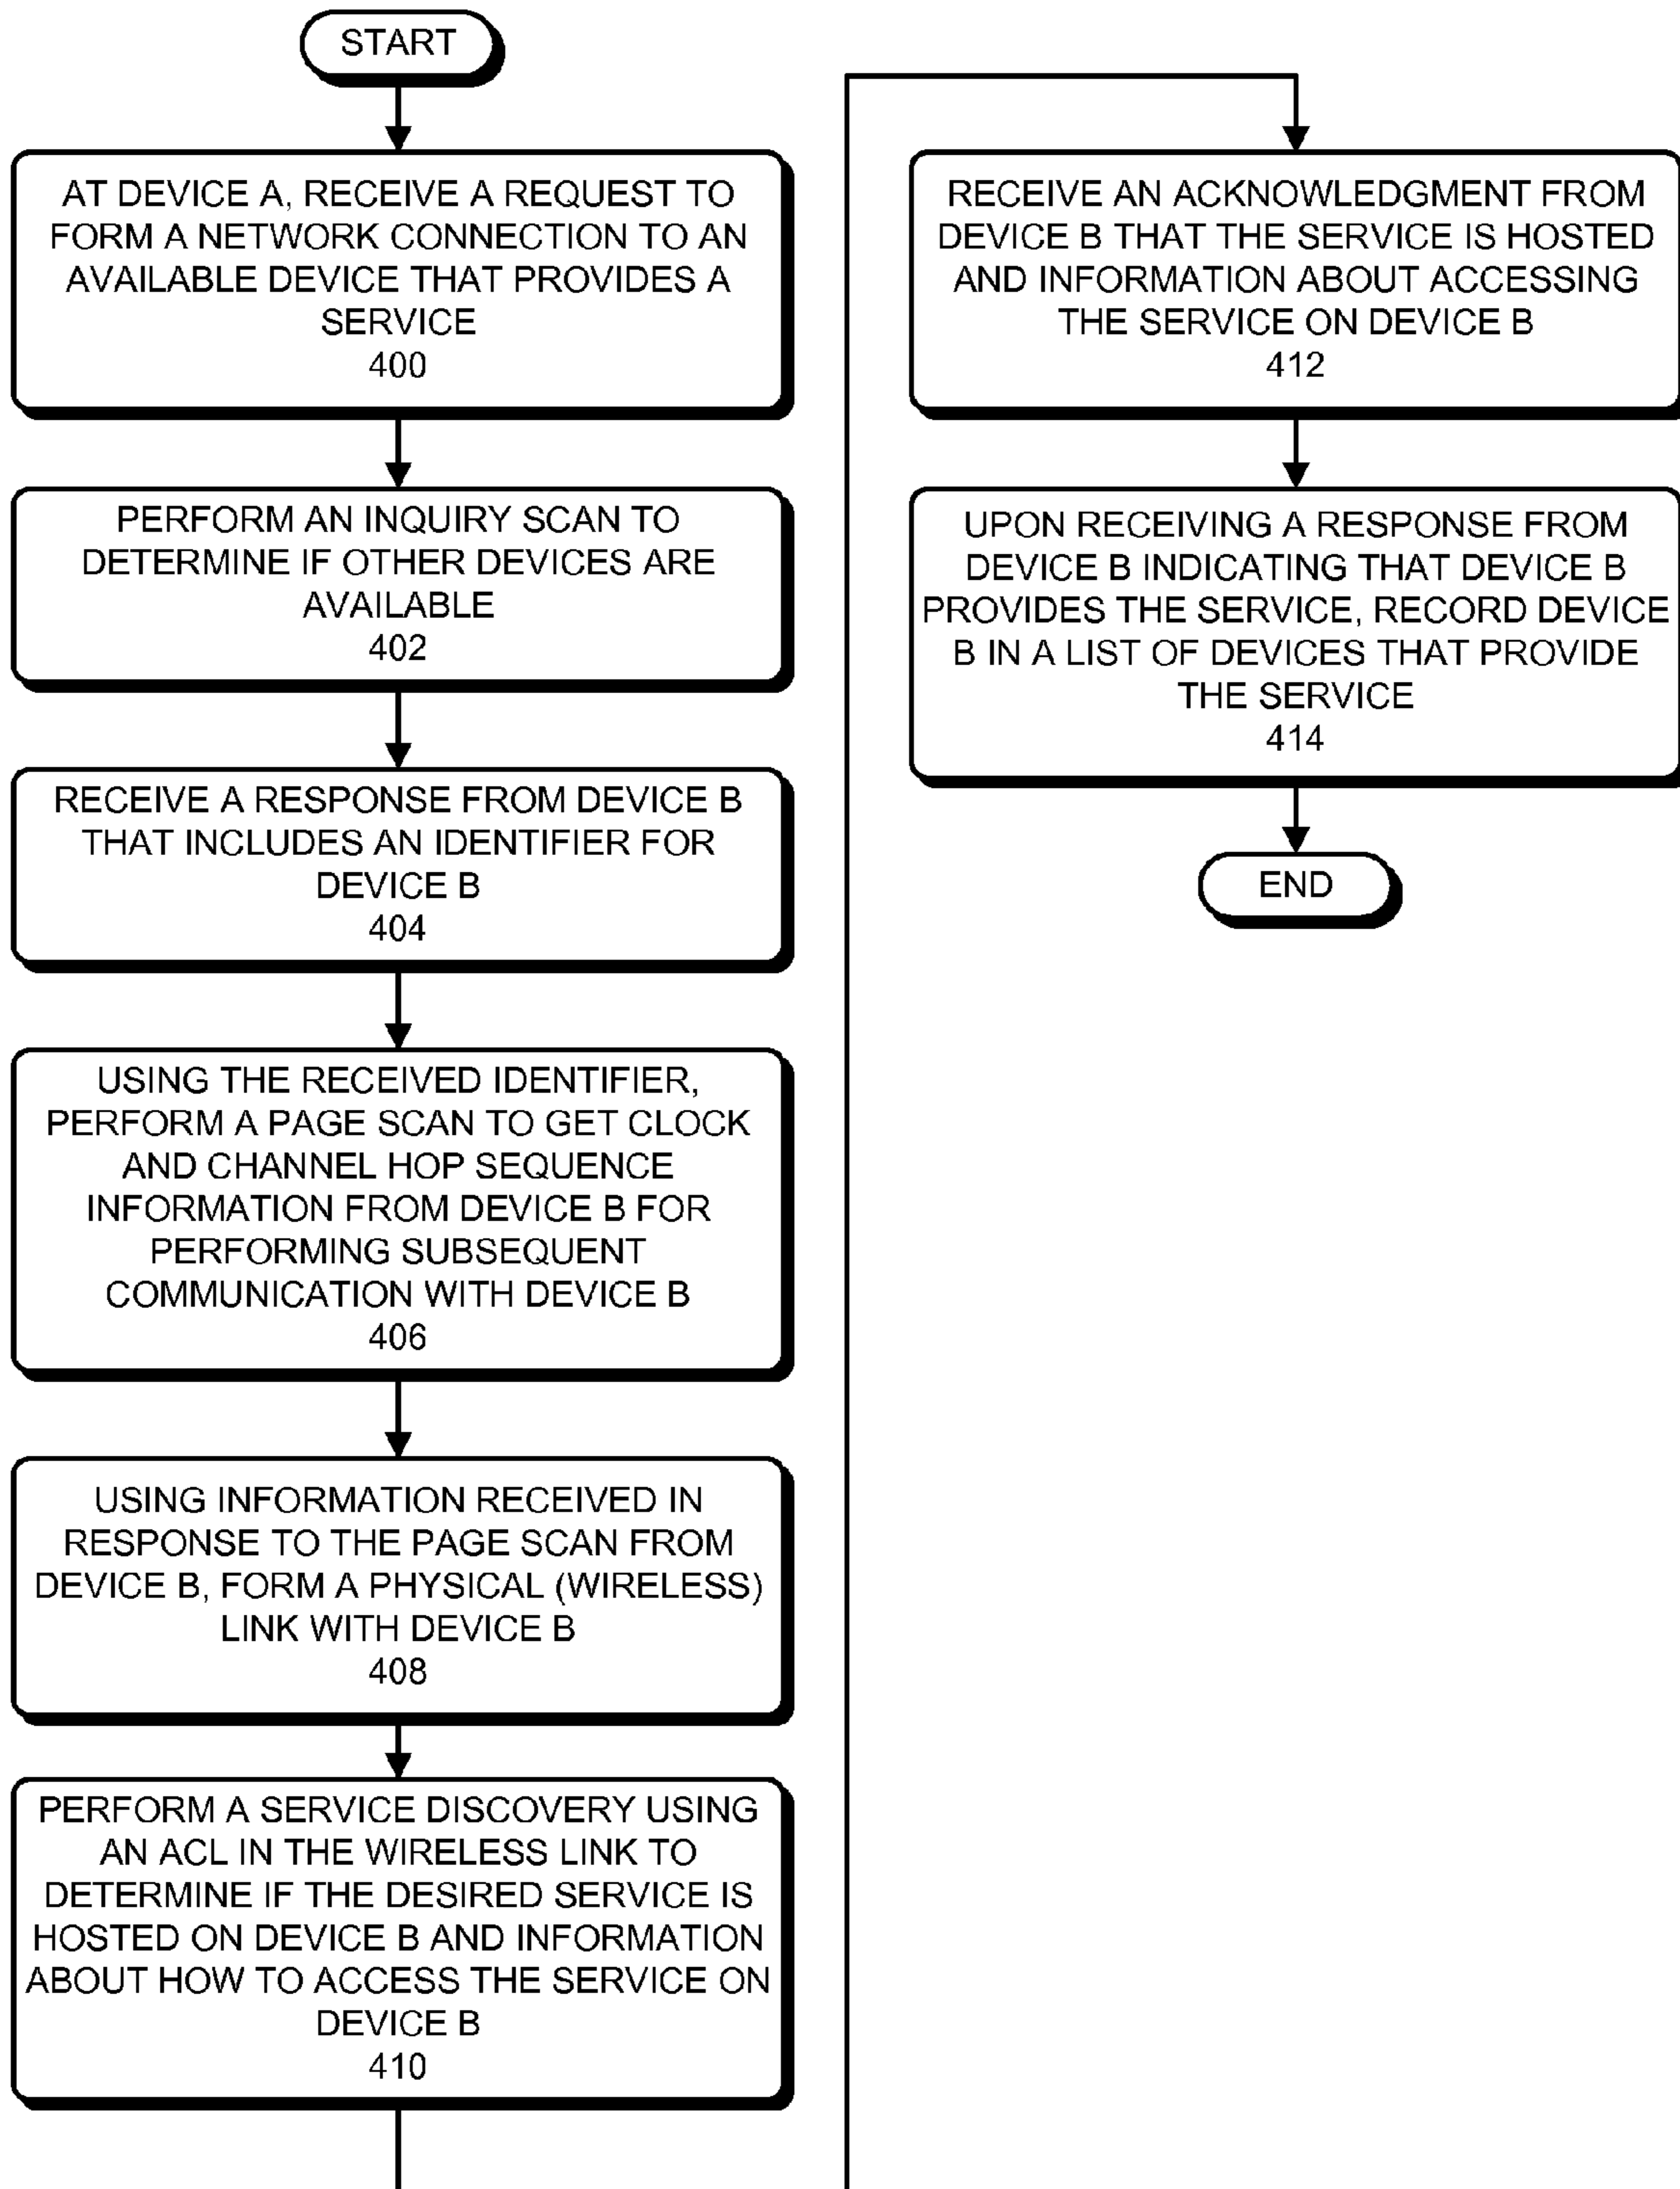 START
AT DEVICE A, RECEIVE A REQUEST TO
FORM A NETWORK CONNECTION TO AN
AVAILABLE DEVICE THAT PROVIDES A
SERVICE
400
PERFORM AN INQUIRY SCAN TO
DETERMINE IF OTHER DEVICES ARE
AVAILABLE
402
RECEIVE A RESPONSE FROM DEVICE B
THAT INCLUDES AN IDENTIFIER FOR
DEVICE B
404
USING THE RECEIVED IDENTIFIER,
PERFORM A PAGE SCAN TO GET CLOCK
AND CHANNEL HOP SEQUENCE
INFORMATION FROM DEVICE B FOR
PERFORMING SUBSEQUENT
COMMUNICATION WITH DEVICE B
406
USING INFORMATION RECEIVED IN
RESPONSE TO THE PAGE SCAN FROM
DEVICE B, FORM A PHYSICAL (WIRELESS)
LINK WITH DEVICE B
408
PERFORM A SERVICE DISCOVERY USING
AN ACL IN THE WIRELESS LINK TO
DETERMINE IF THE DESIRED SERVICE IS
HOSTED ON DEVICE B AND INFORMATION
ABOUT HOW TO ACCESS THE SERVICE ON
DEVICE B
410
RECEIVE AN ACKNOWLEDGMENT FROM
DEVICE B THAT THE SERVICE IS HOSTED
AND INFORMATION ABOUT ACCESSING
THE SERVICE ON DEVICE B
412
UPON RECEIVING A RESPONSE FROM
DEVICE B INDICATING THAT DEVICE B
PROVIDES THE SERVICE, RECORD DEVICE
B IN A LIST OF DEVICES THAT PROVIDE
THE SERVICE
414
END